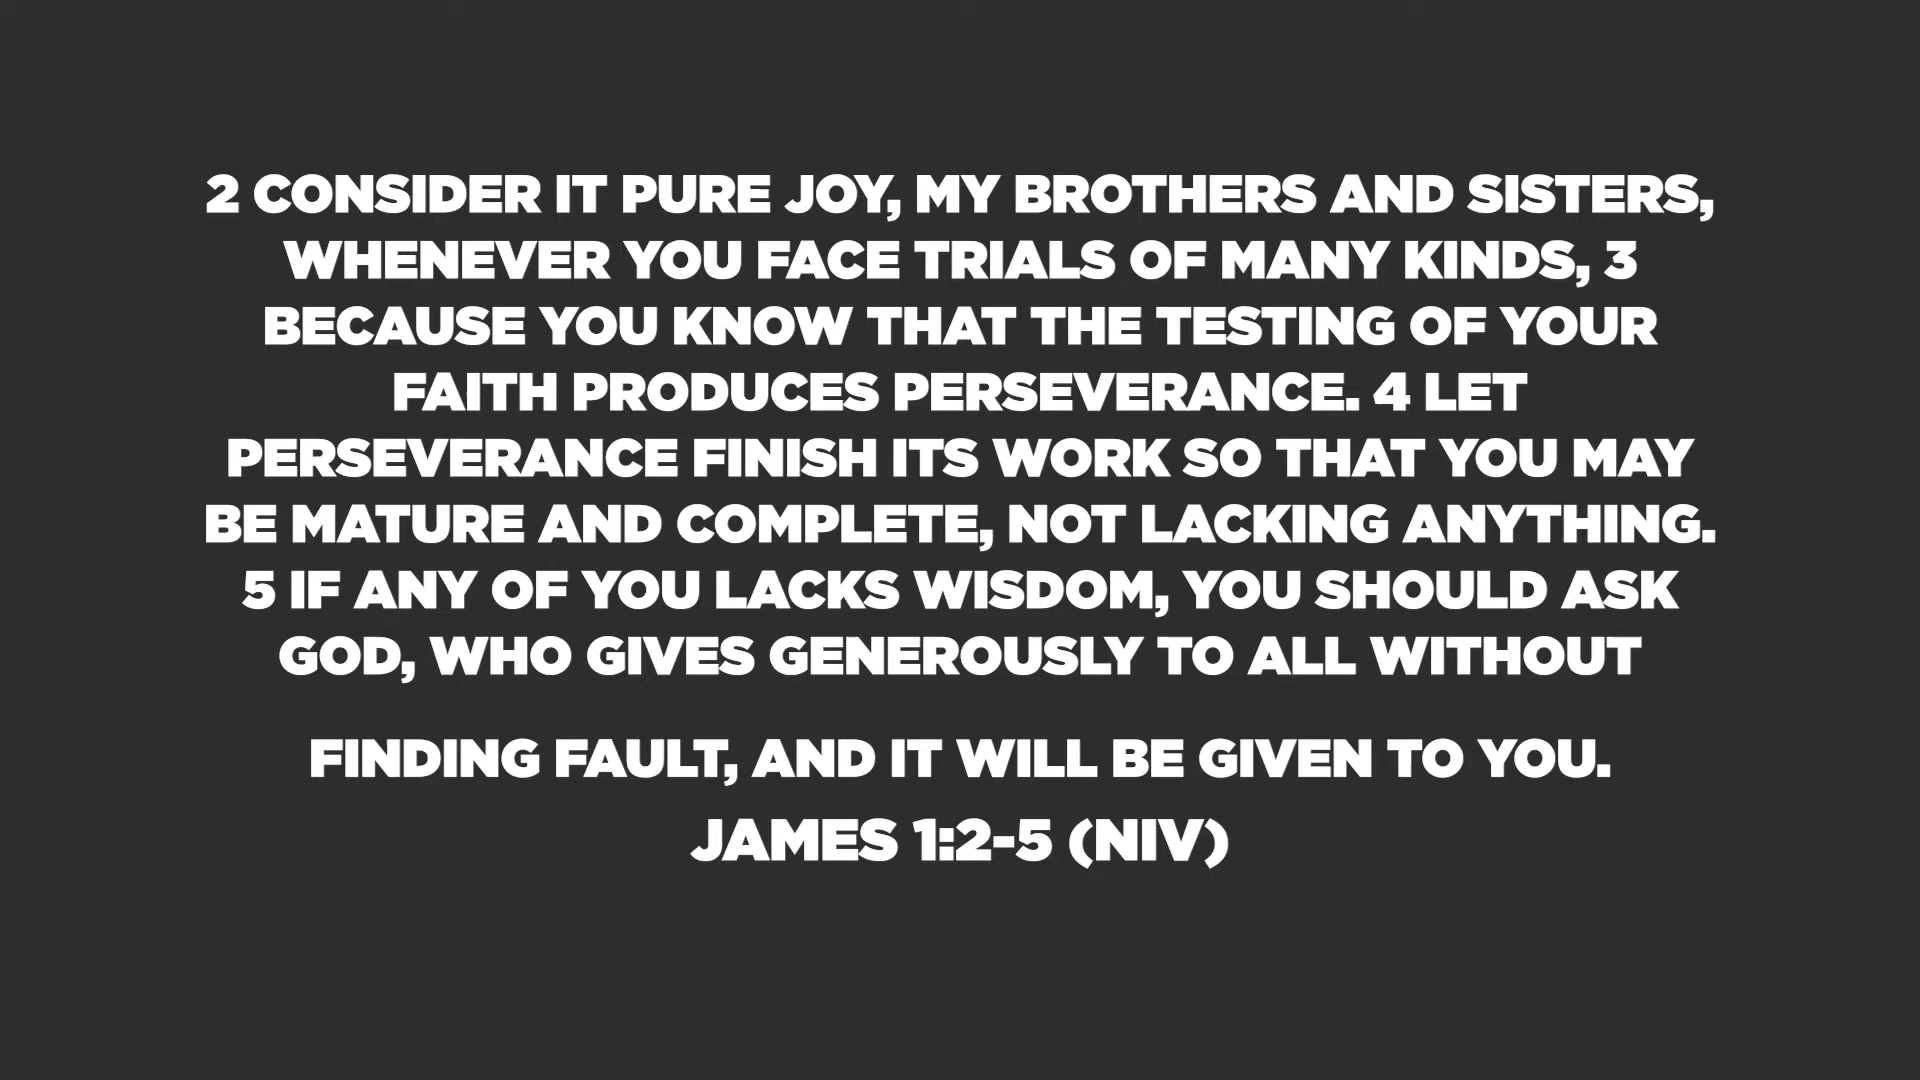 2 CONSIDER IT PURE JOY, MY BROTHERS AND SISTERS,
WHENEVER YOU FACE TRIALS OF MANY KINDS, 3
BECAUSE YOU KNOW THAT THE TESTING OF YOUR
FAITH PRODUCES PERSEVERANCE. 4 LET
PERSEVERANCE FINISH ITS WORK SO THAT YOU MAY
BE MATURE AND COMPLETE, NOT LACKING ANYTHING.
5 IF ANY OF YOU LACKS WISDOM, YOU SHOULD ASK
GOD, WHO GIVES GENEROUSLY TO ALL WITHOUT
FINDING FAULT, AND IT WILL BE GIVEN TO YOU.
JAMES 1:2-5 (NIV)